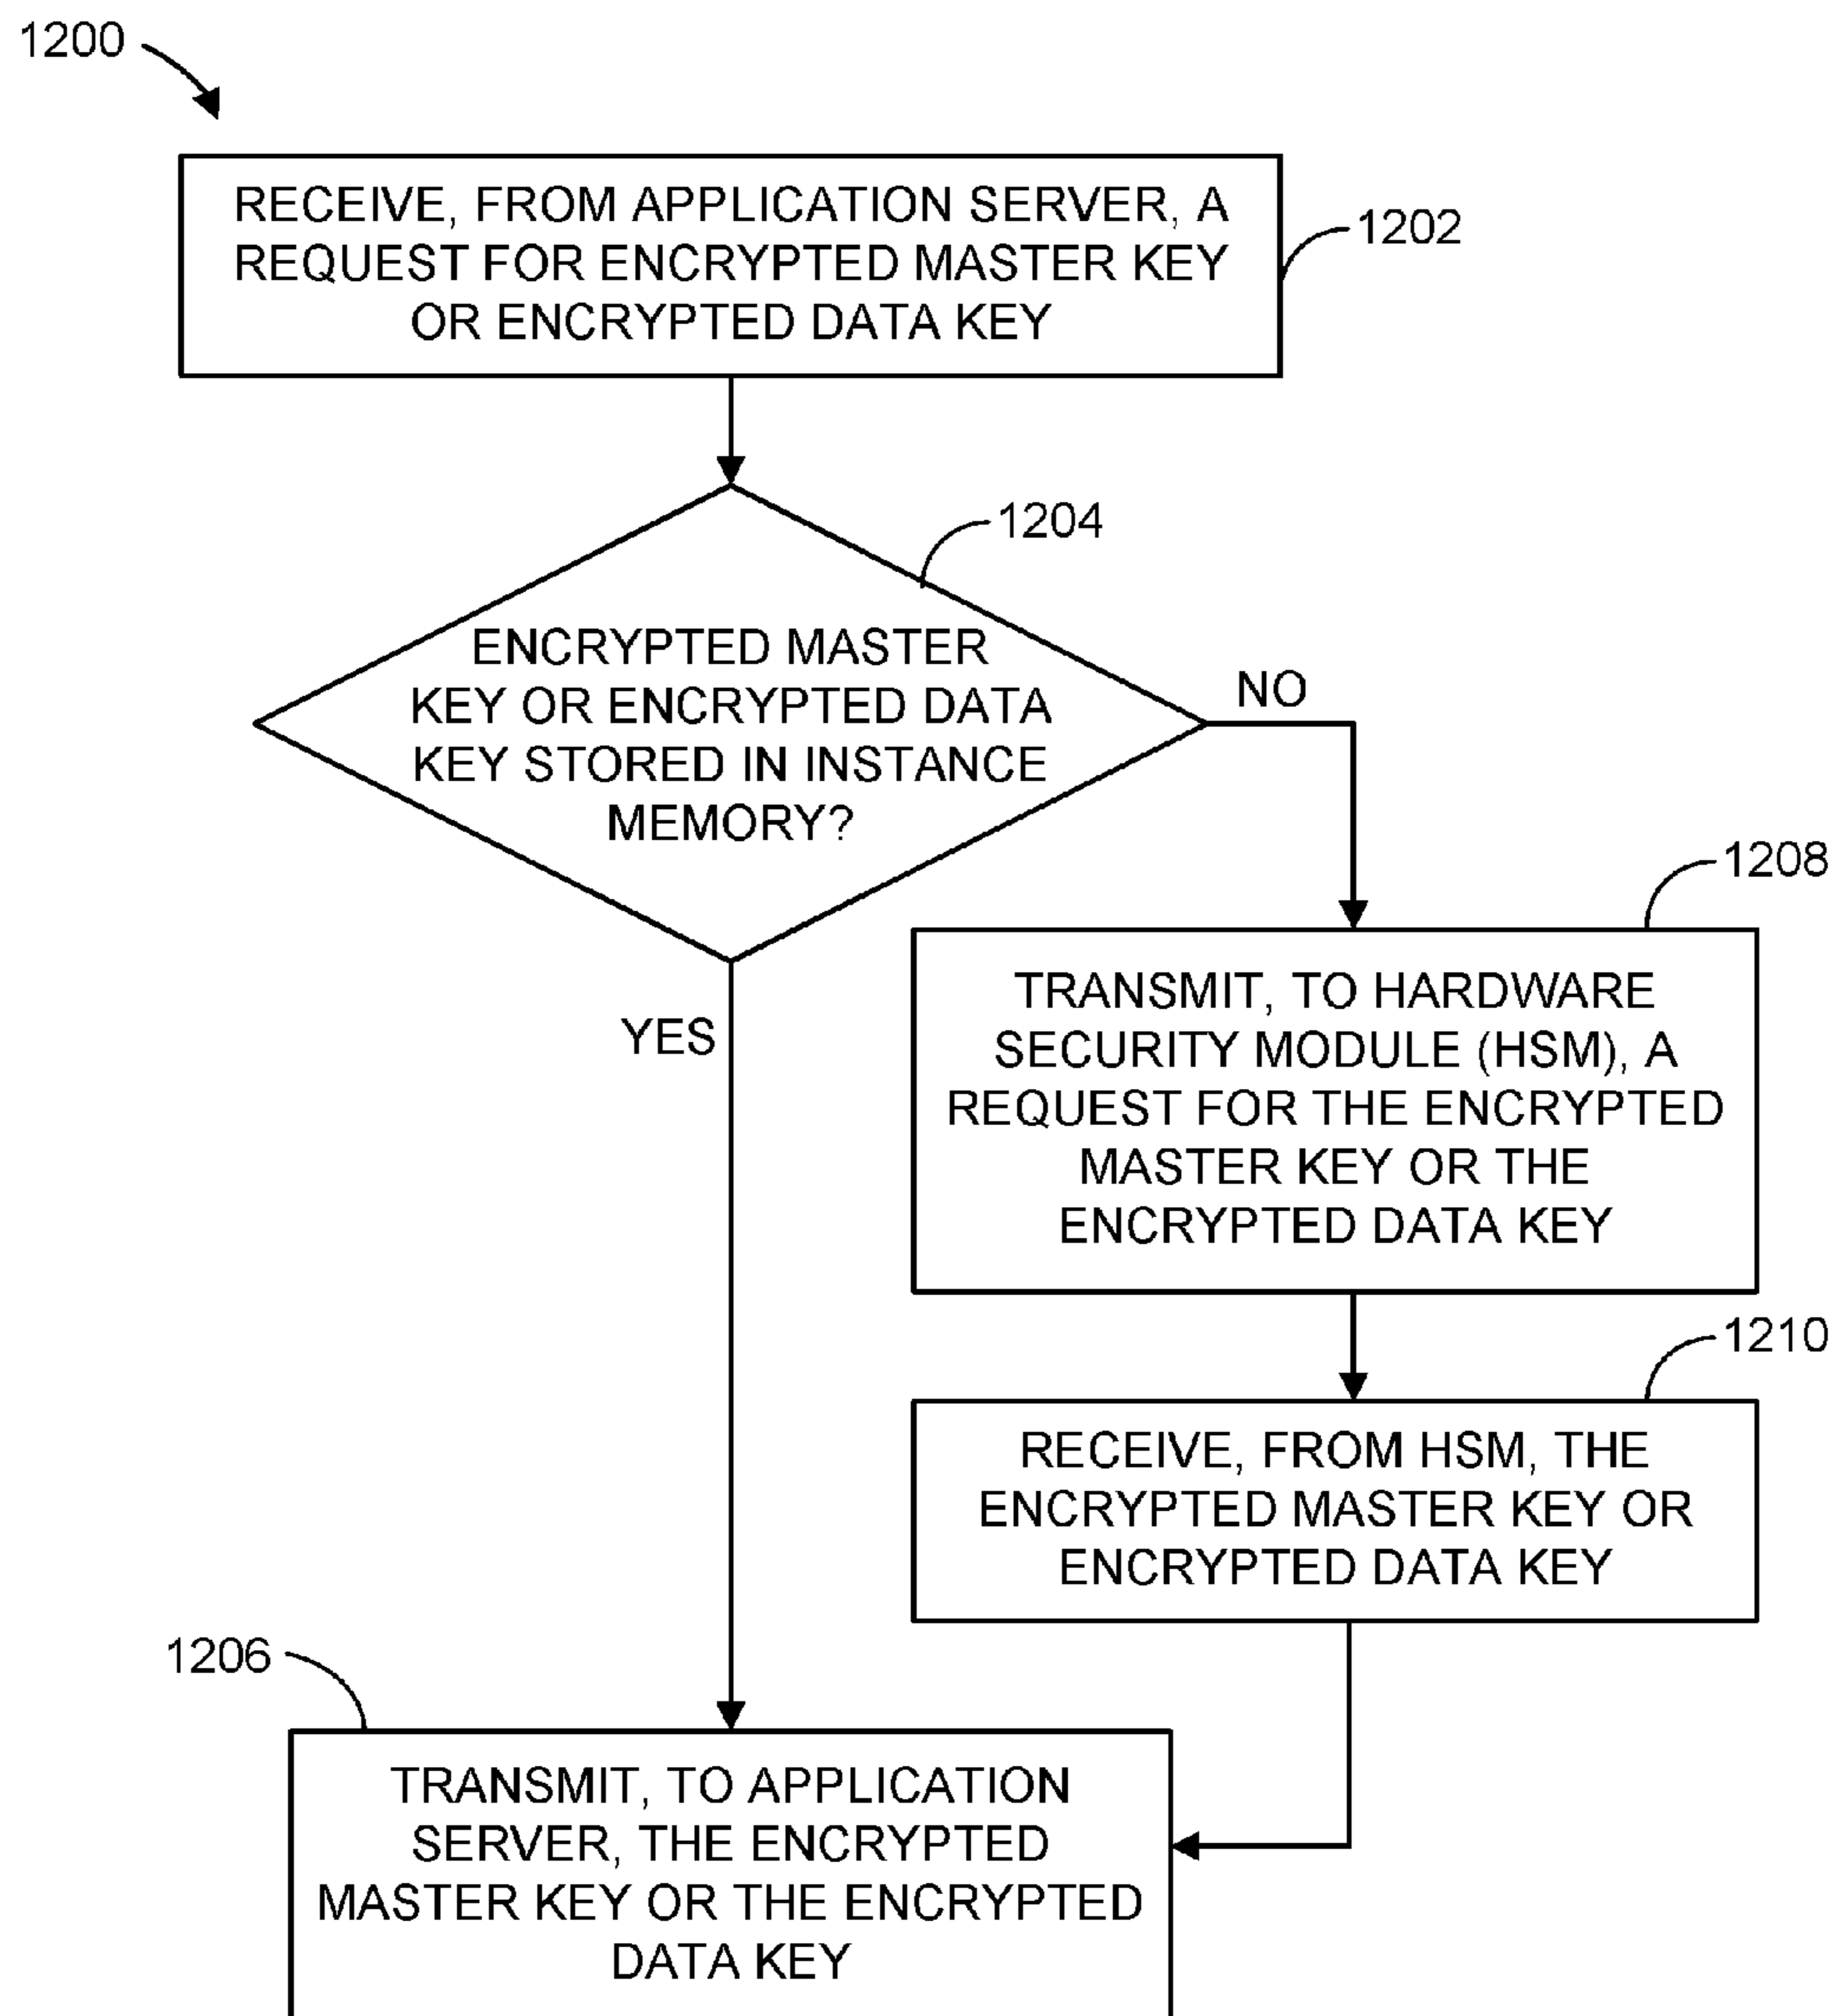 1200
RECEIVE, FROM APPLICATION SERVER, A
REQUEST FOR ENCRYPTED MASTER KEY
OR ENCRYPTED DATA KEY
1202
1204
ENCRYPTED MASTER
KEY OR ENCRYPTED DATA
KEY STORED IN INSTANCE
MEMORY?
NO
YES
1208
TRANSMIT, TO HARDWARE
SECURITY MODULE (HSM), A
REQUEST FOR THE ENCRYPTED
MASTER KEY OR THE
ENCRYPTED DATA KEY
1210
RECEIVE, FROM HSM, THE
ENCRYPTED MASTER KEY OR
ENCRYPTED DATA KEY
1206
TRANSMIT, TO APPLICATION
SERVER, THE ENCRYPTED
MASTER KEY OR THE ENCRYPTED
DATA KEY